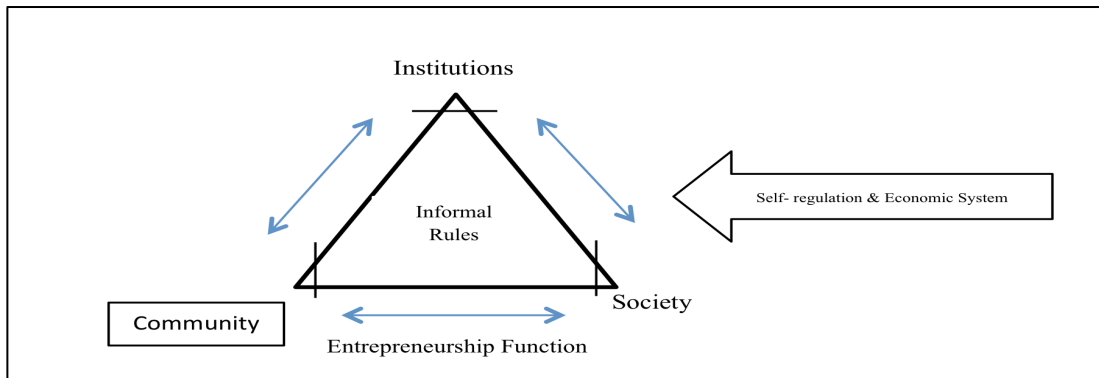 Institutions
Self- regulation & Economic System
Informal
Rules
Society
Community
Entrepreneurship Function